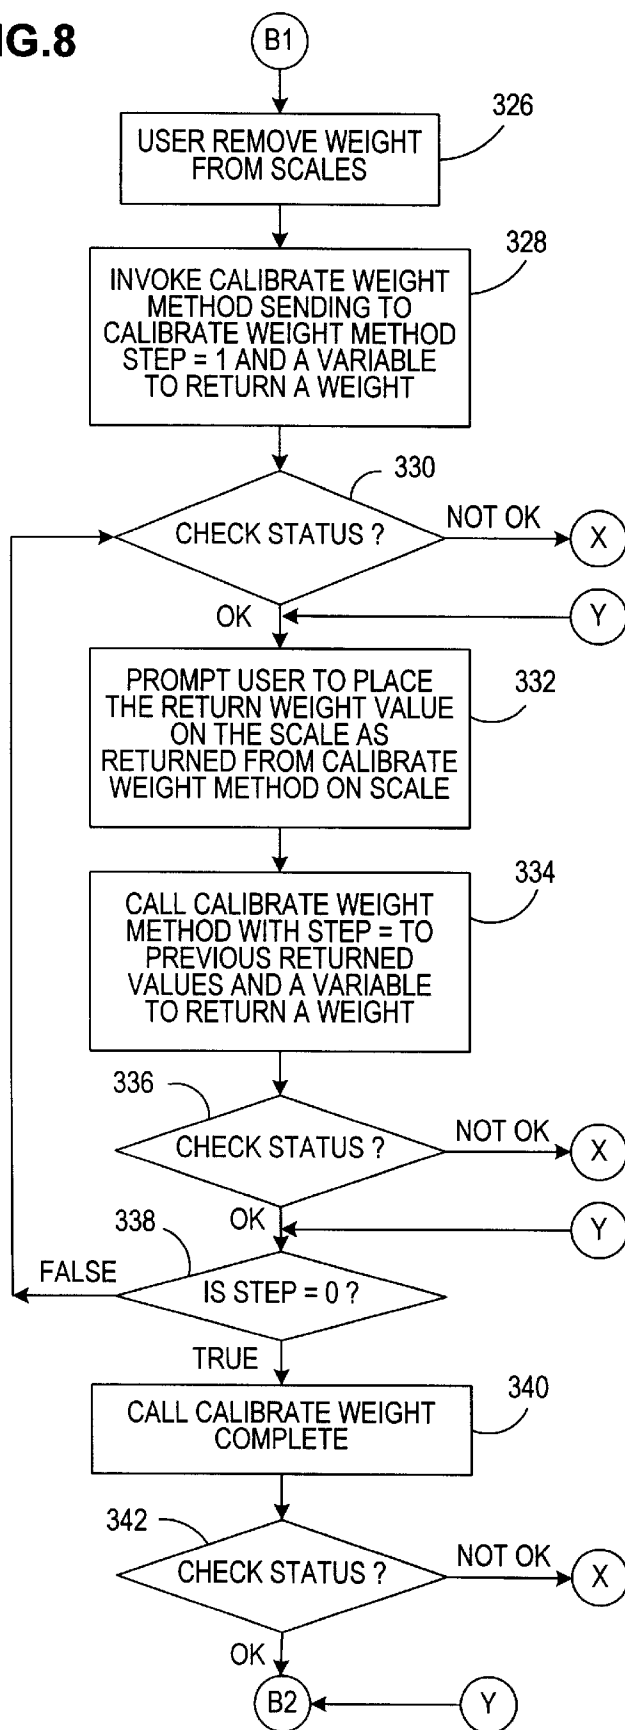 IG.8
B1
326
USER REMOVE WEIGHT
FROM SCALES
328
INVOKE CALIBRATE WEIGHT
METHOD SENDING TO
CALIBRATE WEIGHT METHOD
STEP = 1 AND A VARIABLE
TO RETURN A WEIGHT
330
CHECK STATUS ?
NOT OK
X
OK
Y
PROMPT USER TO PLACE
THE RETURN WEIGHT VALUE
ON THE SCALE AS
RETURNED FROM CALIBRATE
WEIGHT METHOD ON SCALE
332
334
CALL CALIBRATE WEIGHT
METHOD WITH STEP = TO
PREVIOUS RETURNED
VALUES AND A VARIABLE
TO RETURN A WEIGHT
336
CHECK STATUS ?
NOT OK
X
OK
Y
338
FALSE
IS STEP = 0 ?
TRUE
340
CALL CALIBRATE WEIGHT
COMPLETE
342
CHECK STATUS ?
NOT OK
X
OK
B2
Y